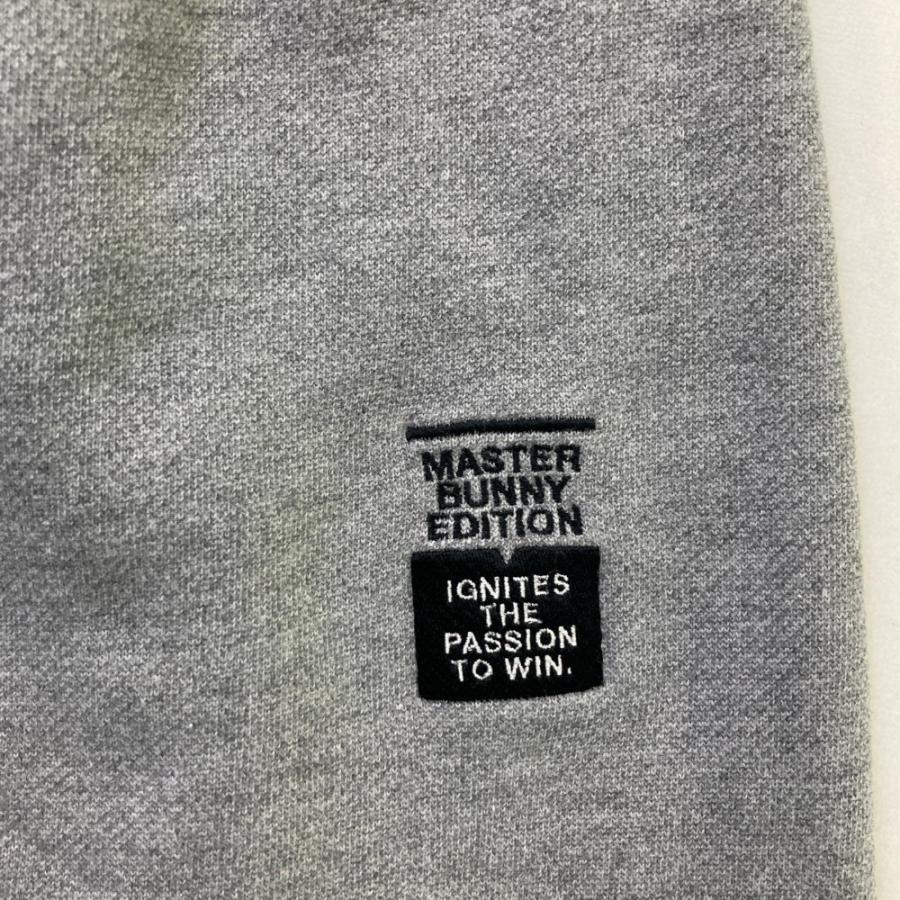 MASTER
BUNNY
EDITION
IGNITES
THE
PASSION
TO WIN.